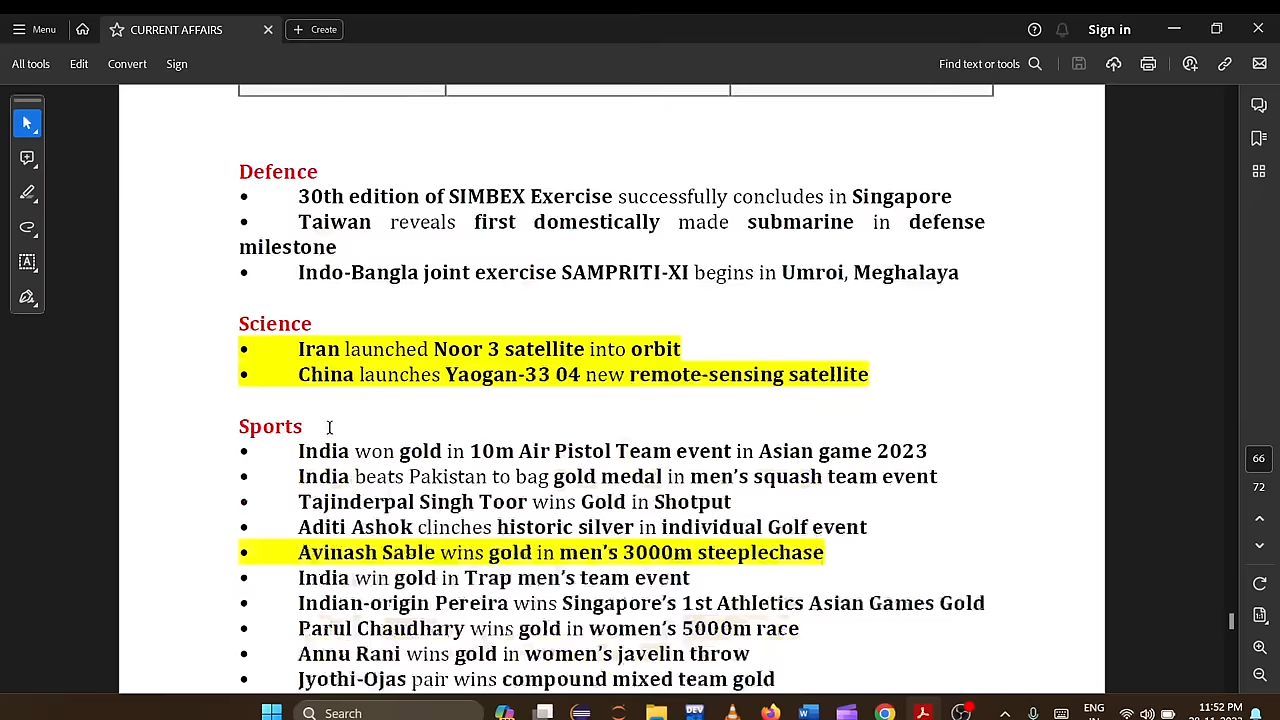 Menu
CURRENT AFFAIRS
Create
Sign in
All tools
Edit
Convert
Sign
Find text or tools
Defence
• 30th edition of SIMBEX Exercise successfully concludes in Singapore
• Taiwan reveals first domestically made submarine in defense
milestone
• Indo-Bangla joint exercise SAMPRITI-XI begins in Umroi, Meghalaya
Science
• Iran launched Noor 3 satellite into orbit
• China launches Yaogan-33 04 new remote-sensing satellite
Sports
• India won gold in 10m Air Pistol Team event in Asian game 2023
• India beats Pakistan to bag gold medal in men’s squash team event
• Tajinderpal Singh Toor wins Gold in Shotput
• Aditi Ashok clinches historic silver in individual Golf event
• Avinash Sable wins gold in men’s 3000m steeplechase
• India win gold in Trap men’s team event
• Indian-origin Pereira wins Singapore’s 1st Athletics Asian Games Gold
• Parul Chaudhary wins gold in women’s 5000m race
• Annu Rani wins gold in women’s javelin throw
• Jyothi-Ojas pair wins compound mixed team gold
66
72
Search
DEV
ENG
11:52 PM